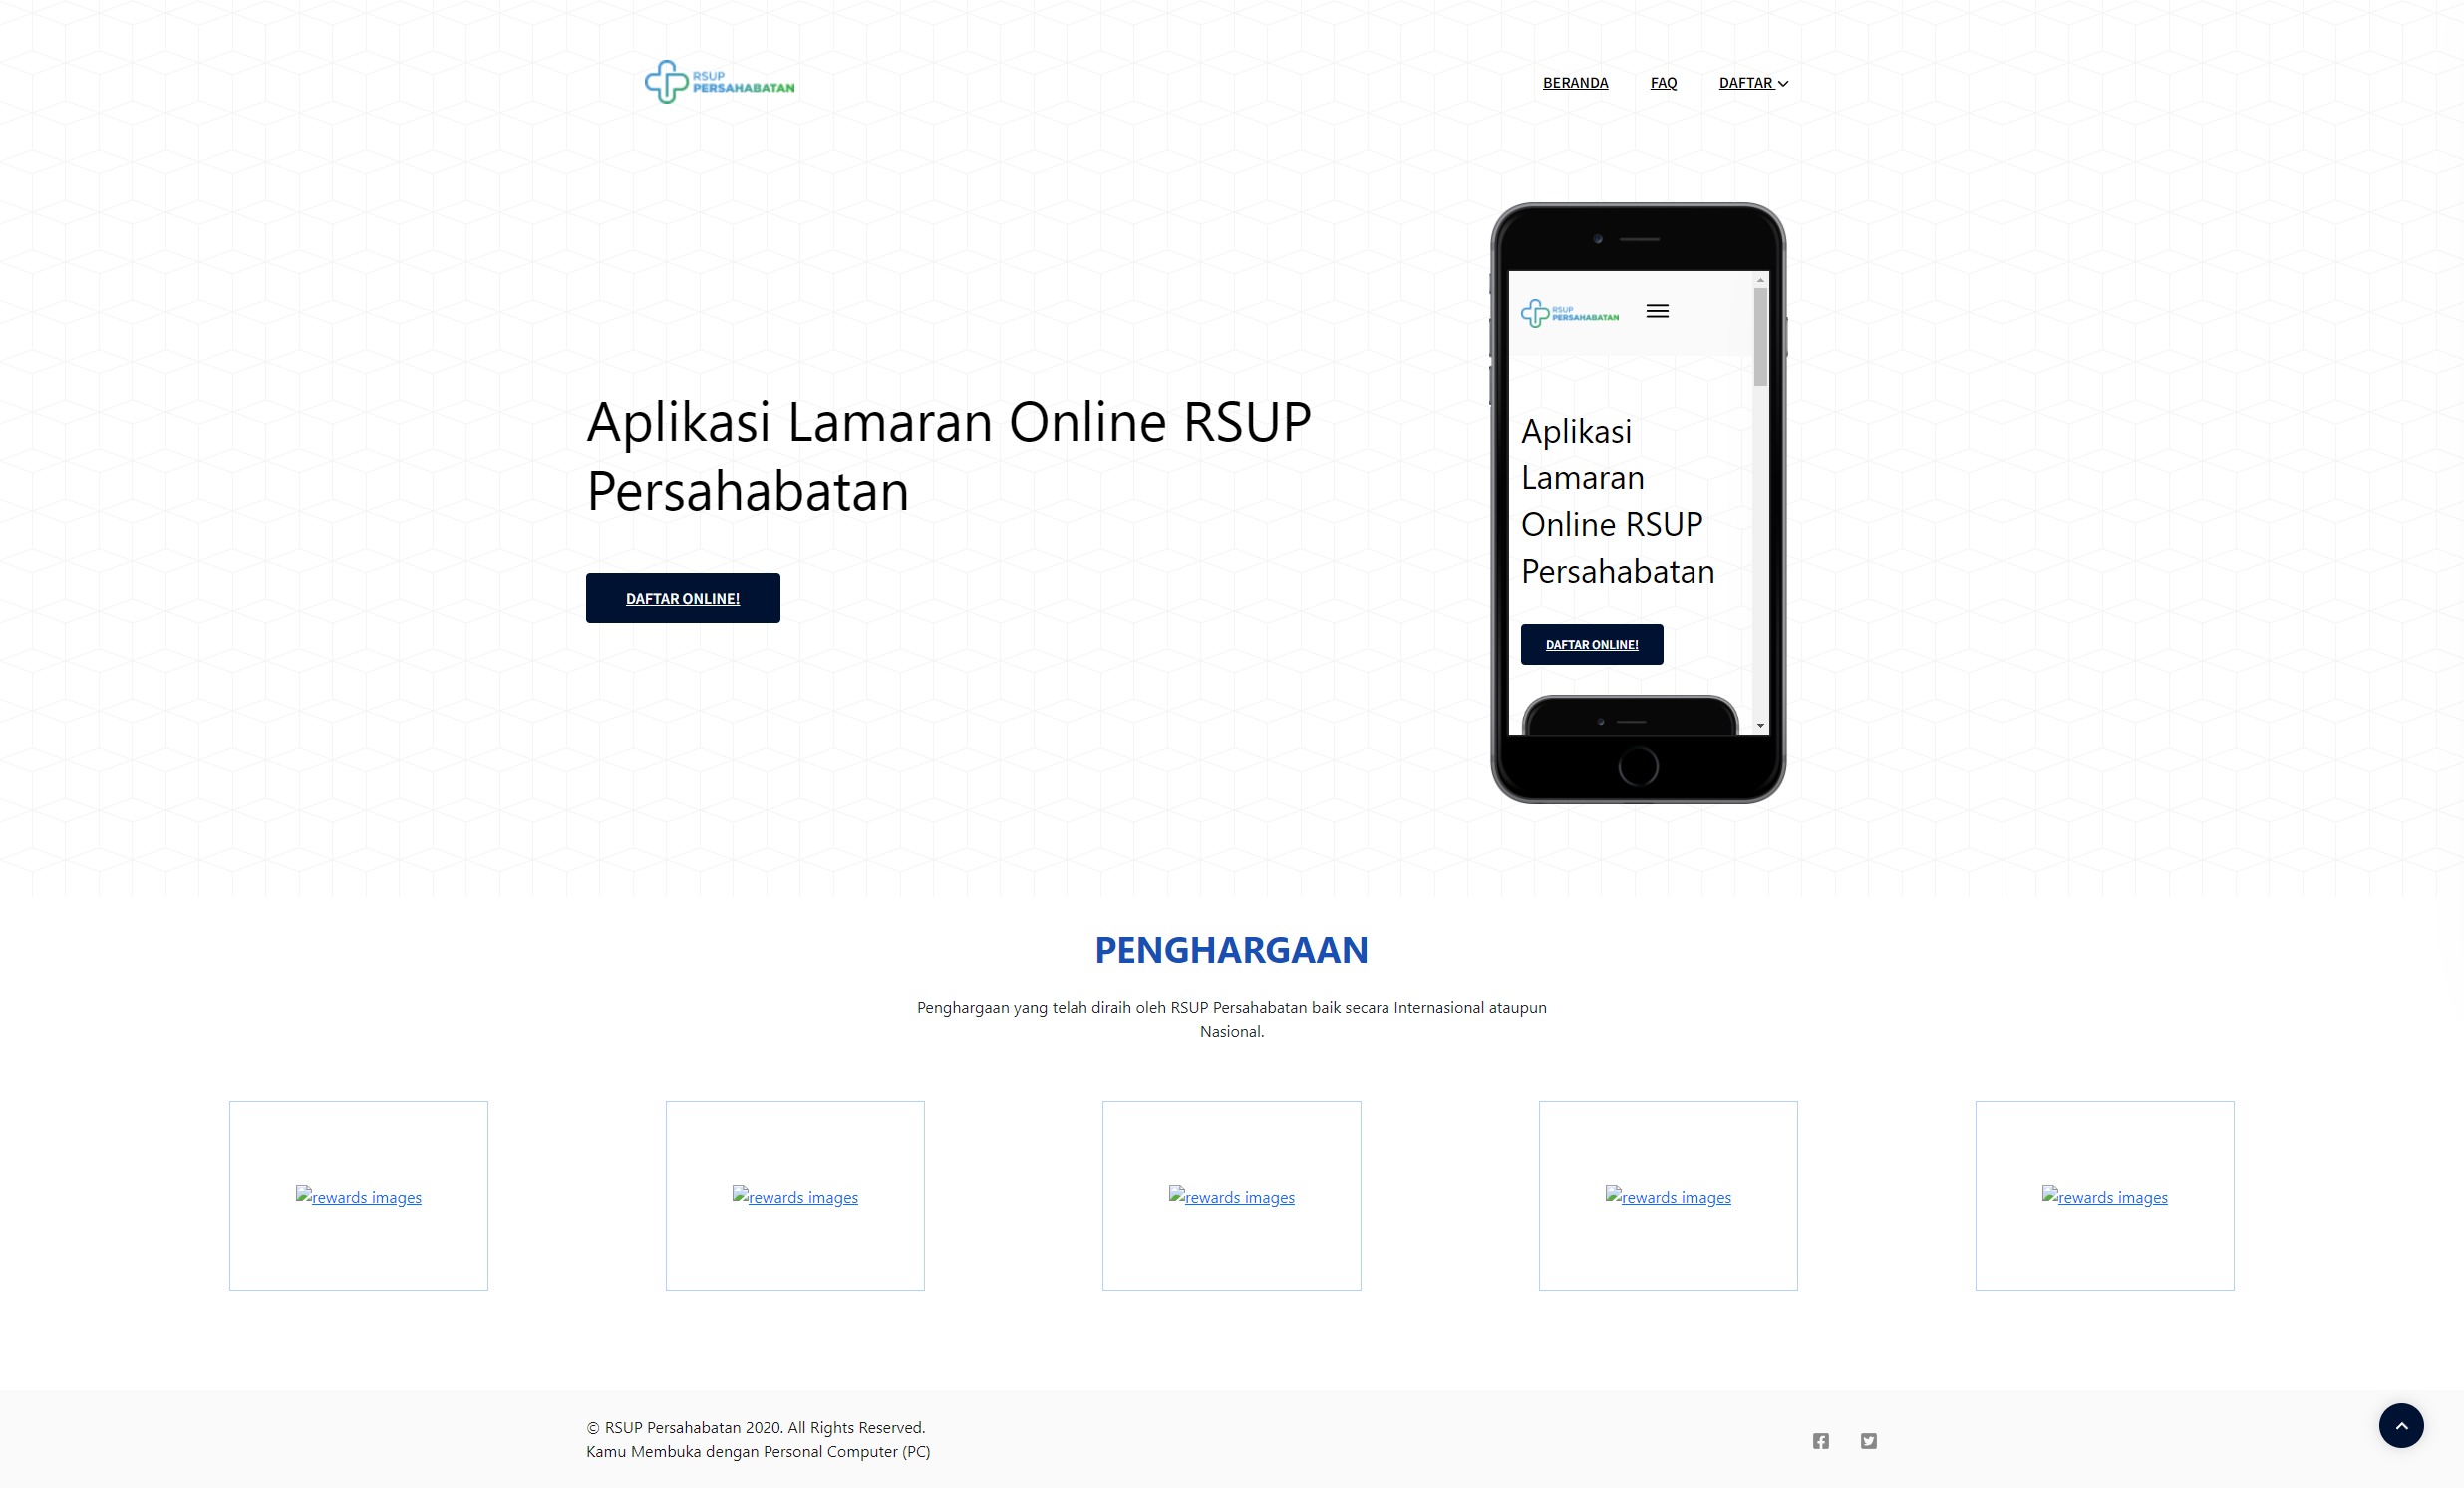 RSUP
PERSAHABATAN
BERANDA
FAQ
DAFTAR
Aplikasi Lamaran Online RSUP
Persahabatan
DAFTAR ONLINE!
RSUP
PERSAHABATAN
Aplikasi
Lamaran
Online RSUP
Persahabatan
DAFTAR ONLINE!
PENGHARGAAN
Penghargaan yang telah diraih oleh RSUP Persahabatan baik secara Internasional ataupun
Nasional.
rewards images
rewards images
rewards images
rewards images
rewards images
© RSUP Persahabatan 2020. All Rights Reserved.
Kamu Membuka dengan Personal Computer (PC)